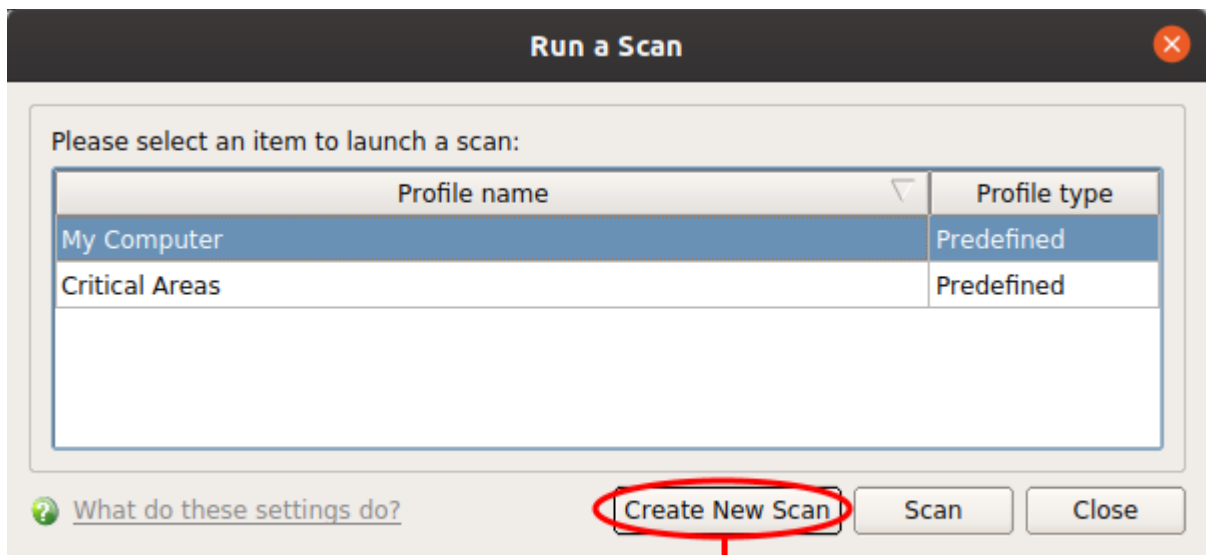 Run a Scan
Please select an item to launch a scan:
Profile name Profile type
My Computer Predefined
Critical Areas Predefined
What do these settings do? Create New Scan Scan Close